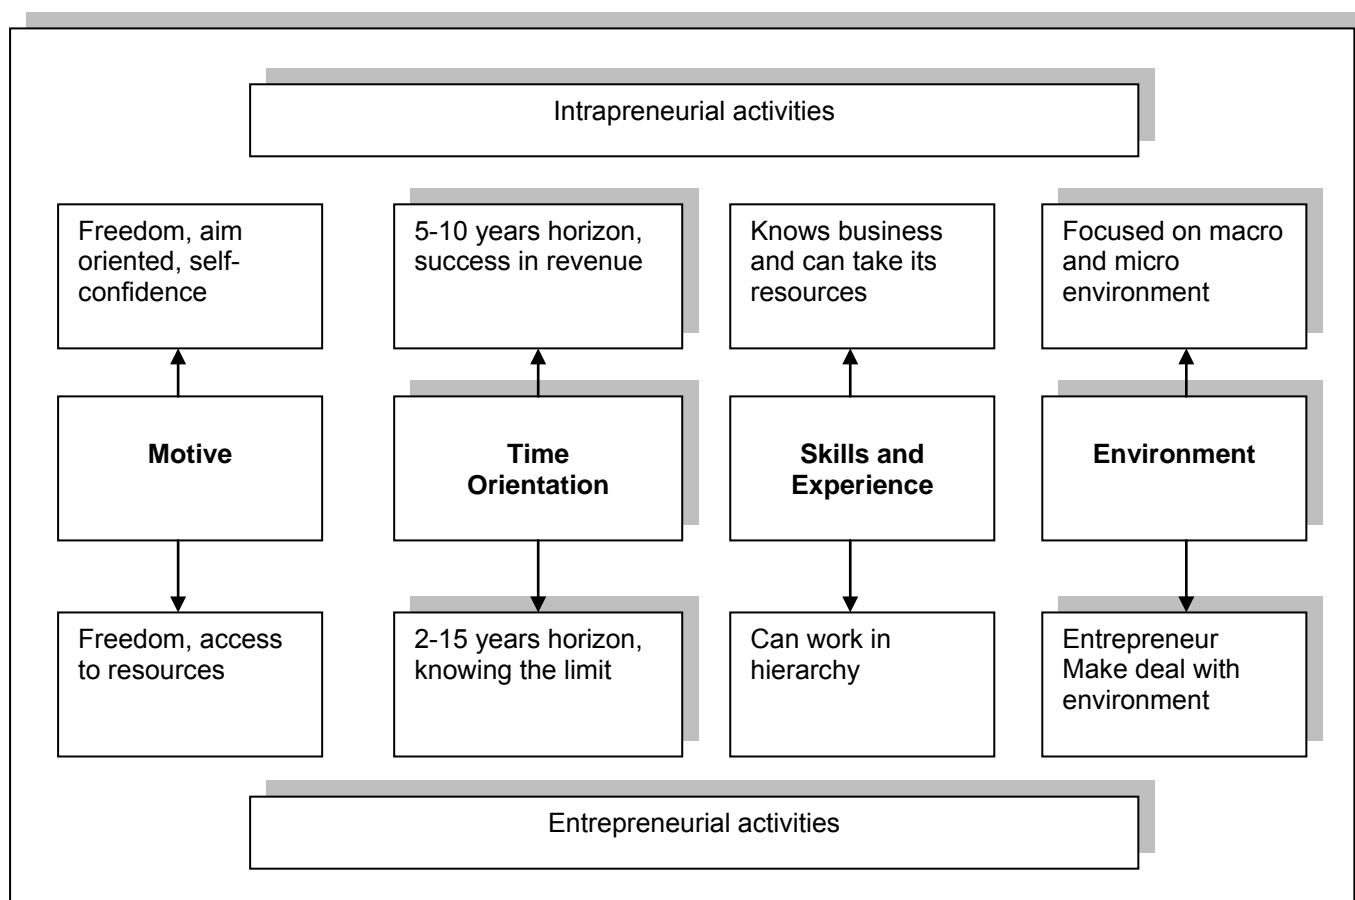 Intrapreneurial activities
Freedom, aim
oriented, self-
confidence
5-10 years horizon,
success in revenue
Knows business
and can take its
resources
Focused on macro
and micro
environment
Motive
Time
Orientation
Skills and
Experience
Environment
Freedom, access
to resources
2-15 years horizon,
knowing the limit
Can work in
hierarchy
Entrepreneur
Make deal with
environment
Entrepreneurial activities